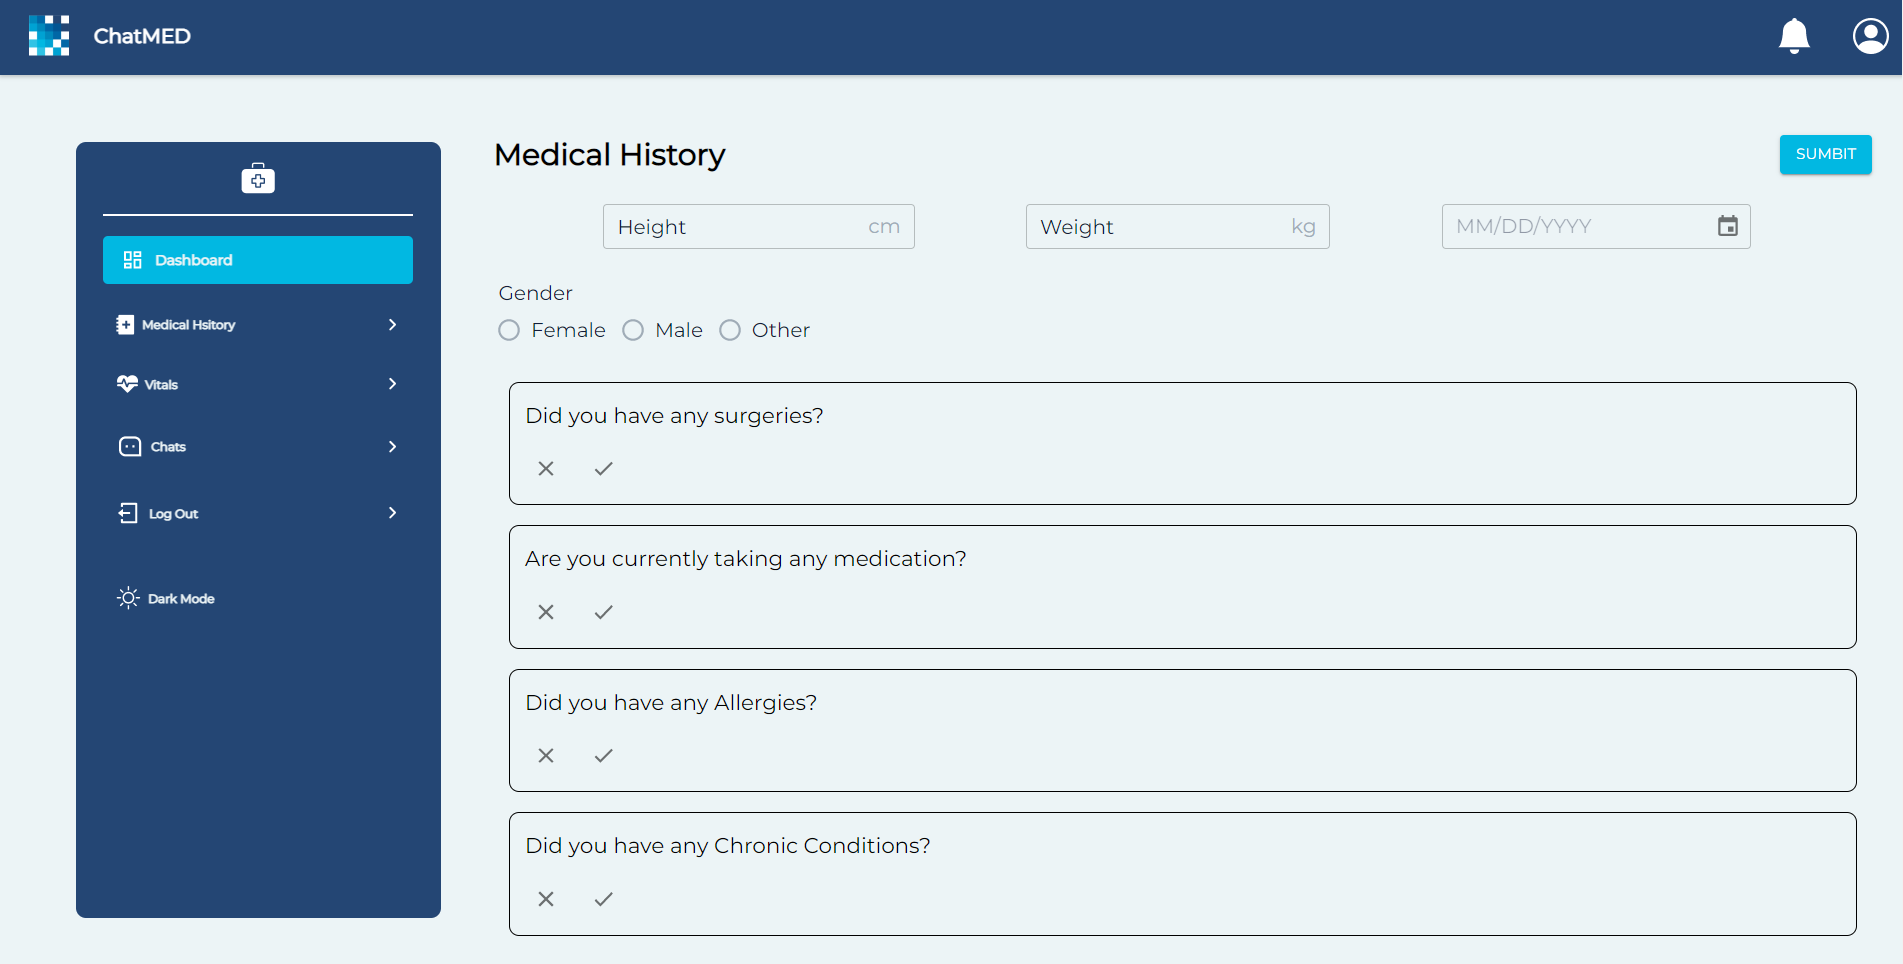 ChatMED
Dashboard
Medical Hsitory
Vitals
Chats
Log Out
Dark Mode
Medical History
SUMBIT
Height cm
Weight kg
MM/DD/YYYY
Gender
Female Male Other
Did you have any surgeries?
Are you currently taking any medication?
Did you have any Allergies?
Did you have any Chronic Conditions?